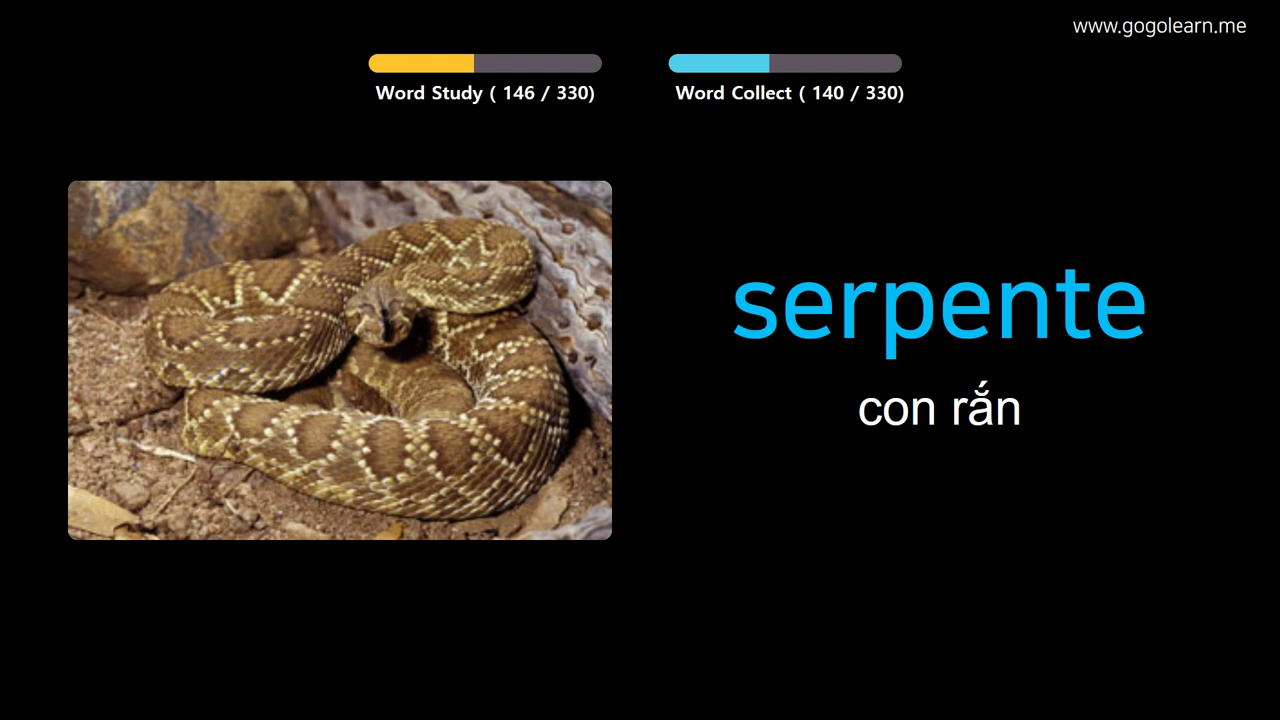 www.gogolearn.me
Word Study ( 146 / 330)
Word Collect ( 140 / 330)
serpente
con rắn